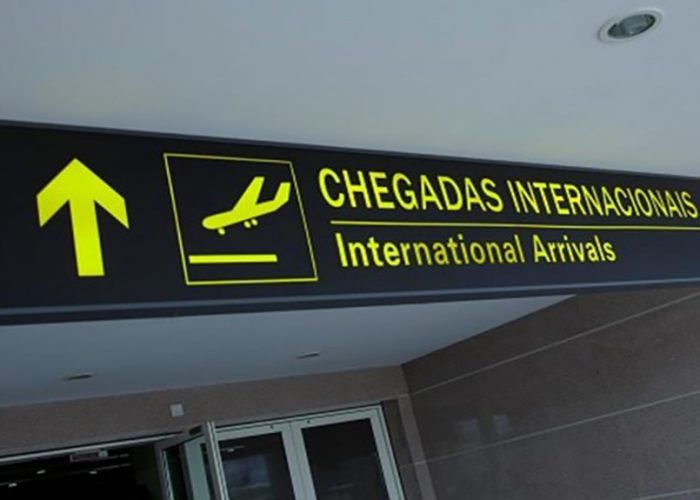 CHEGADAS INTERNACIONAIS
International Arrivals